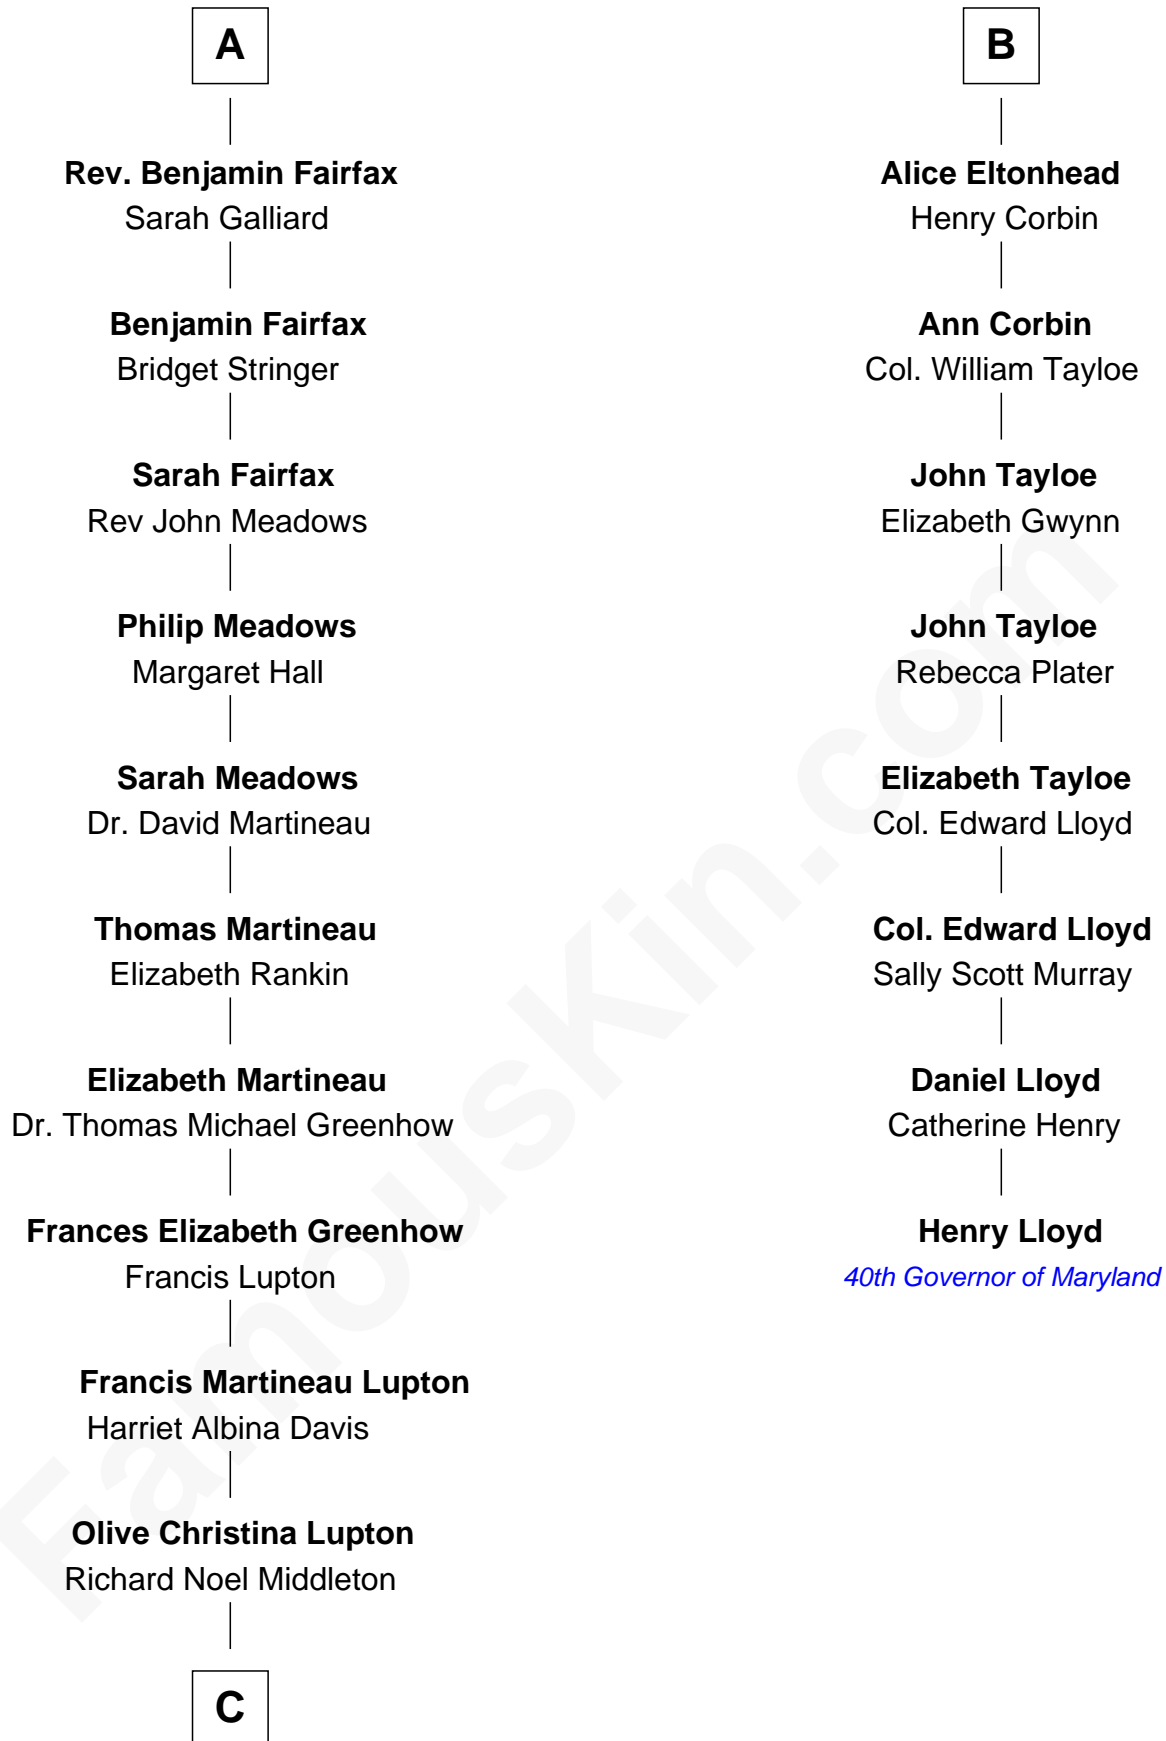 A
Rev. Benjamin Fairfax
Sarah Galliard
Benjamin Fairfax
Bridget Stringer
Sarah Fairfax
Rev John Meadows
Philip Meadows
Margaret Hall
Sarah Meadows
Dr. David Martineau
Thomas Martineau
Elizabeth Rankin
Elizabeth Martineau
Dr. Thomas Michael Greenhow
Frances Elizabeth Greenhow
Francis Lupton
Francis Martineau Lupton
Harriet Albina Davis
Olive Christina Lupton
Richard Noel Middleton
C
B
Alice Eltonhead
Henry Corbin
Ann Corbin
Col. William Tayloe
John Tayloe
Elizabeth Gwynn
John Tayloe
Rebecca Plater
Elizabeth Tayloe
Col. Edward Lloyd
Col. Edward Lloyd
Sally Scott Murray
Daniel Lloyd
Catherine Henry
Henry Lloyd
40th Governor of Maryland
FamousKin.com